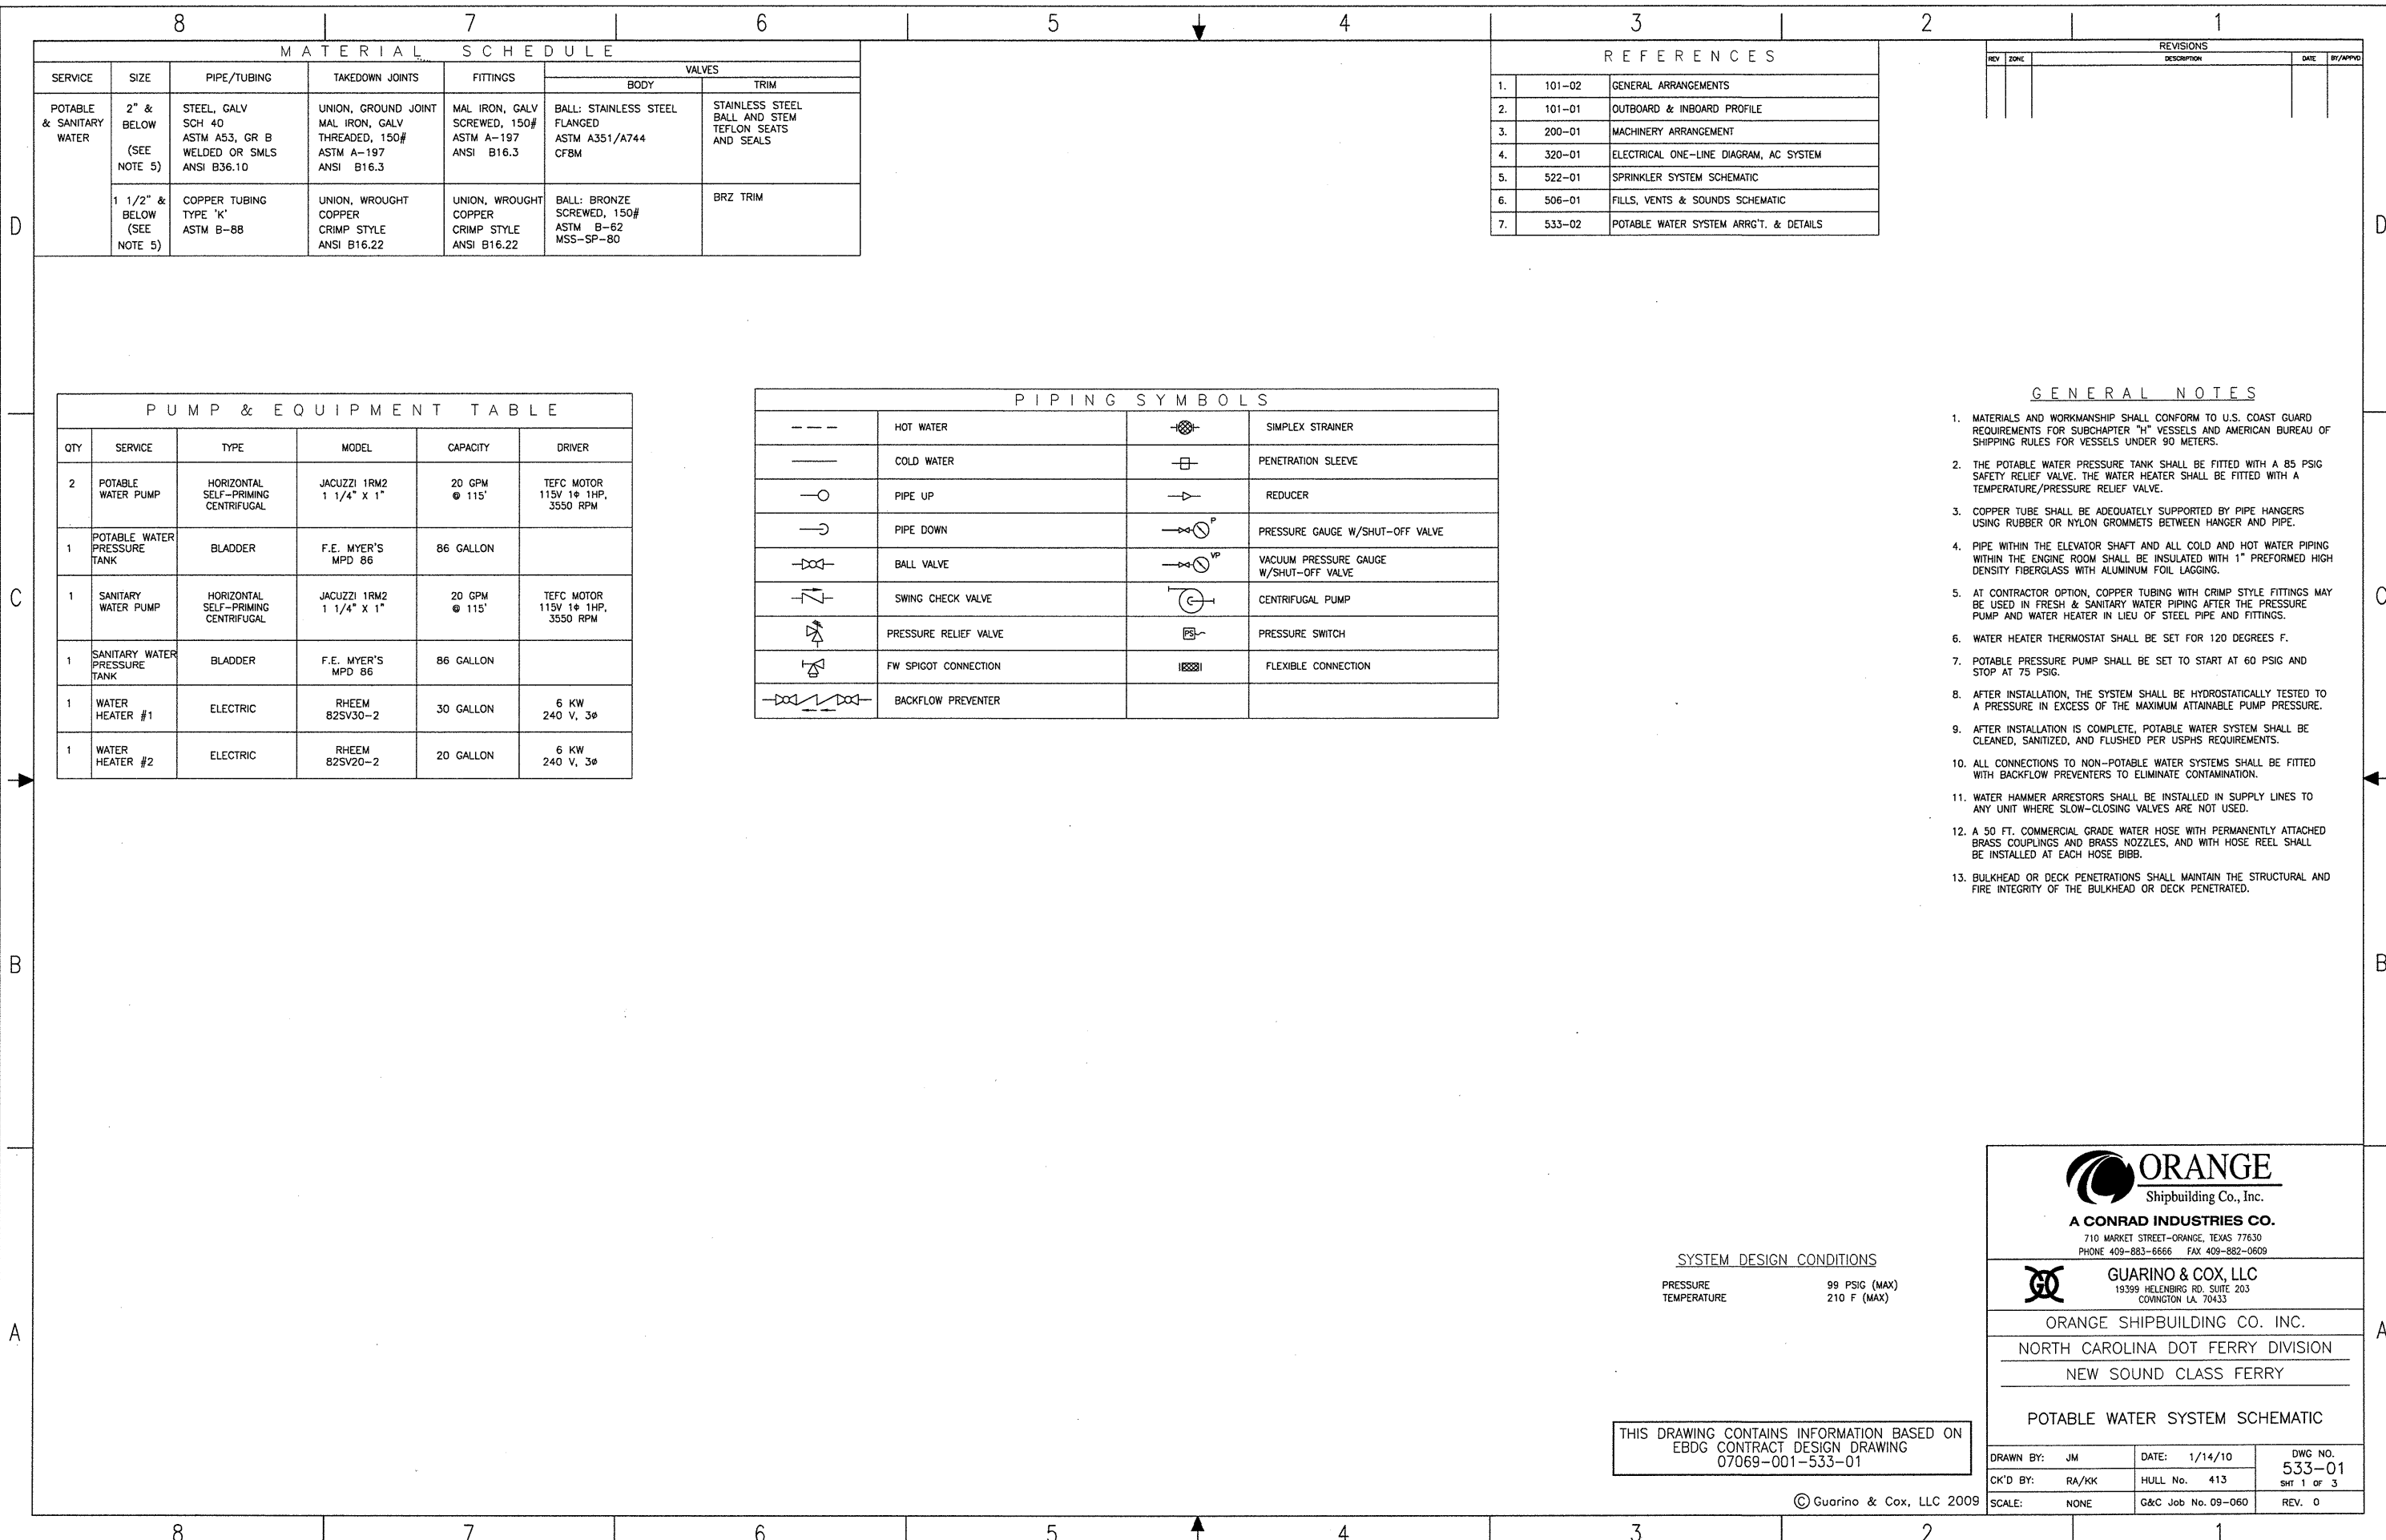 8 7 6 5 4 3 2 1
MATERIAL SCHEDULE
SERVICE SIZE PIPE/TUBING TAKEDOWN JOINTS FITTINGS VALVES
BODY TRIM
POTABLE & SANITARY WATER
2" & BELOW (SEE NOTE 5)
STEEL, GALV
SCH 40
ASTM A53, GR B
WELDED OR SMLS
ANSI B36.10
UNION, GROUND JOINT
MAL IRON, GALV
THREADED, 150#
ASTM A-197
ANSI B16.3
MAL IRON, GALV
SCREWED, 150#
ASTM A-197
ANSI B16.3
BALL: STAINLESS STEEL
FLANGED
ASTM A351/A744
CF8M
STAINLESS STEEL
BALL AND STEM
TEFLON SEATS
AND SEALS
1 1/2" & BELOW (SEE NOTE 5)
COPPER TUBING
TYPE 'K'
ASTM B-88
UNION, WROUGHT
COPPER
CRIMP STYLE
ANSI B16.22
UNION, WROUGHT
COPPER
CRIMP STYLE
ANSI B16.22
BALL: BRONZE
SCREWED, 150#
ASTM B-62
MSS-SP-80
BRZ TRIM
REFERENCES
1. 101-02 GENERAL ARRANGEMENTS
2. 101-01 OUTBOARD & INBOARD PROFILE
3. 200-01 MACHINERY ARRANGEMENT
4. 320-01 ELECTRICAL ONE-LINE DIAGRAM, AC SYSTEM
5. 522-01 SPRINKLER SYSTEM SCHEMATIC
6. 506-01 FILLS, VENTS & SOUNDS SCHEMATIC
7. 533-02 POTABLE WATER SYSTEM ARRG'T. & DETAILS
REVISIONS
REV ZONE DESCRIPTION DATE BY/APPVD
D D
PUMP & EQUIPMENT TABLE
QTY SERVICE TYPE MODEL CAPACITY DRIVER
2 POTABLE WATER PUMP
HORIZONTAL
SELF-PRIMING
CENTRIFUGAL
JACUZZI 1RM2
1 1/4" X 1"
20 GPM
@ 115'
TEFC MOTOR
115V 1ϕ 1HP,
3550 RPM
1 POTABLE WATER PRESSURE TANK
BLADDER
F.E. MYER'S
MPD 86
86 GALLON
1 SANITARY WATER PUMP
HORIZONTAL
SELF-PRIMING
CENTRIFUGAL
JACUZZI 1RM2
1 1/4" X 1"
20 GPM
@ 115'
TEFC MOTOR
115V 1ϕ 1HP,
3550 RPM
1 SANITARY WATER PRESSURE TANK
BLADDER
F.E. MYER'S
MPD 86
86 GALLON
1 WATER HEATER #1
ELECTRIC
RHEEM
82SV30-2
30 GALLON
6 KW
240 V, 3ø
1 WATER HEATER #2
ELECTRIC
RHEEM
82SV20-2
20 GALLON
6 KW
240 V, 3ø
PIPING SYMBOLS
HOT WATER SIMPLEX STRAINER
COLD WATER PENETRATION SLEEVE
PIPE UP REDUCER
PIPE DOWN P PRESSURE GAUGE W/SHUT-OFF VALVE
BALL VALVE VP VACUUM PRESSURE GAUGE
W/SHUT-OFF VALVE
SWING CHECK VALVE CENTRIFUGAL PUMP
PRESSURE RELIEF VALVE PS PRESSURE SWITCH
FW SPIGOT CONNECTION FLEXIBLE CONNECTION
BACKFLOW PREVENTER
GENERAL NOTES
1. MATERIALS AND WORKMANSHIP SHALL CONFORM TO U.S. COAST GUARD
REQUIREMENTS FOR SUBCHAPTER "H" VESSELS AND AMERICAN BUREAU OF
SHIPPING RULES FOR VESSELS UNDER 90 METERS.
2. THE POTABLE WATER PRESSURE TANK SHALL BE FITTED WITH A 85 PSIG
SAFETY RELIEF VALVE. THE WATER HEATER SHALL BE FITTED WITH A
TEMPERATURE/PRESSURE RELIEF VALVE.
3. COPPER TUBE SHALL BE ADEQUATELY SUPPORTED BY PIPE HANGERS
USING RUBBER OR NYLON GROMMETS BETWEEN HANGER AND PIPE.
4. PIPE WITHIN THE ELEVATOR SHAFT AND ALL COLD AND HOT WATER PIPING
WITHIN THE ENGINE ROOM SHALL BE INSULATED WITH 1" PREFORMED HIGH
DENSITY FIBERGLASS WITH ALUMINUM FOIL LAGGING.
5. AT CONTRACTOR OPTION, COPPER TUBING WITH CRIMP STYLE FITTINGS MAY
BE USED IN FRESH & SANITARY WATER PIPING AFTER THE PRESSURE
PUMP AND WATER HEATER IN LIEU OF STEEL PIPE AND FITTINGS.
6. WATER HEATER THERMOSTAT SHALL BE SET FOR 120 DEGREES F.
7. POTABLE PRESSURE PUMP SHALL BE SET TO START AT 60 PSIG AND
STOP AT 75 PSIG.
8. AFTER INSTALLATION, THE SYSTEM SHALL BE HYDROSTATICALLY TESTED TO
A PRESSURE IN EXCESS OF THE MAXIMUM ATTAINABLE PUMP PRESSURE.
9. AFTER INSTALLATION IS COMPLETE, POTABLE WATER SYSTEM SHALL BE
CLEANED, SANITIZED, AND FLUSHED PER USPHS REQUIREMENTS.
10. ALL CONNECTIONS TO NON-POTABLE WATER SYSTEMS SHALL BE FITTED
WITH BACKFLOW PREVENTERS TO ELIMINATE CONTAMINATION.
11. WATER HAMMER ARRESTORS SHALL BE INSTALLED IN SUPPLY LINES TO
ANY UNIT WHERE SLOW-CLOSING VALVES ARE NOT USED.
12. A 50 FT. COMMERCIAL GRADE WATER HOSE WITH PERMANENTLY ATTACHED
BRASS COUPLINGS AND BRASS NOZZLES, AND WITH HOSE REEL SHALL
BE INSTALLED AT EACH HOSE BIBB.
13. BULKHEAD OR DECK PENETRATIONS SHALL MAINTAIN THE STRUCTURAL AND
FIRE INTEGRITY OF THE BULKHEAD OR DECK PENETRATED.
C C
B B
SYSTEM DESIGN CONDITIONS
PRESSURE 99 PSIG (MAX)
TEMPERATURE 210 F (MAX)
ORANGE
Shipbuilding Co., Inc.
A CONRAD INDUSTRIES CO.
710 MARKET STREET-ORANGE, TEXAS 77630
PHONE 409-883-6666 FAX 409-882-0609
GC
GUARINO & COX, LLC
19399 HELENBIRG RD. SUITE 203
COVINGTON LA. 70433
A A
ORANGE SHIPBUILDING CO. INC.
NORTH CAROLINA DOT FERRY DIVISION
NEW SOUND CLASS FERRY
POTABLE WATER SYSTEM SCHEMATIC
THIS DRAWING CONTAINS INFORMATION BASED ON
EBDG CONTRACT DESIGN DRAWING
07069-001-533-01
DRAWN BY: JM DATE: 1/14/10 DWG NO.
533-01
CK'D BY: RA/KK HULL No. 413 SHT 1 OF 3
© Guarino & Cox, LLC 2009
SCALE: NONE G&C Job No. 09-060 REV. 0
8 7 6 5 4 3 2 1